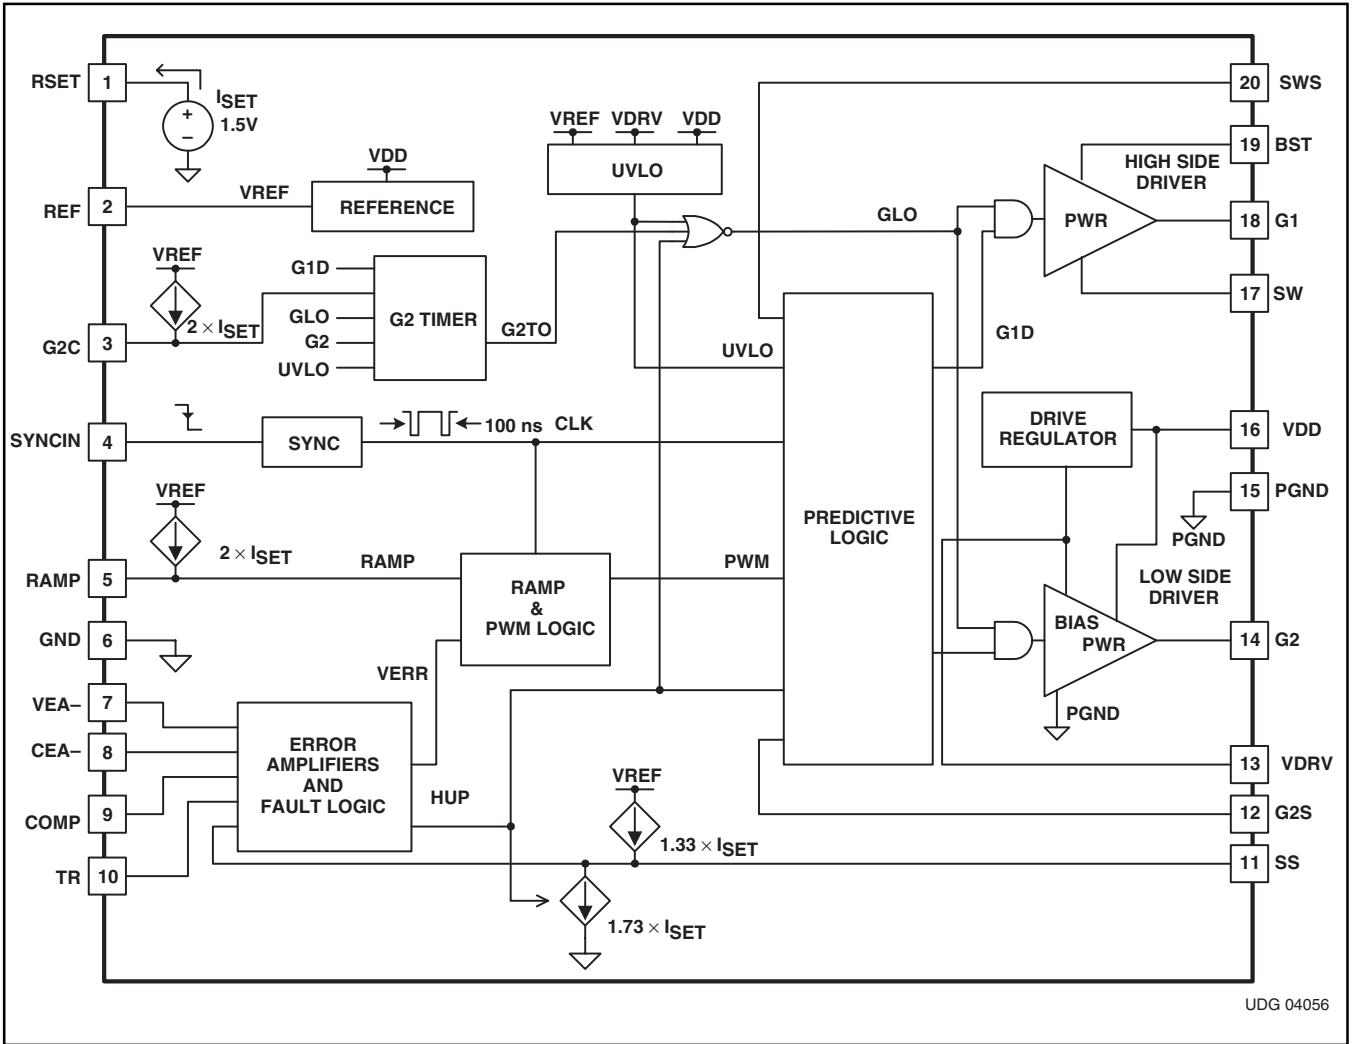 RSET
1
ISET
1.5V
+
–
REF
2
VREF
VDD
REFERENCE
VREF
2 × ISET
G2C
3
G1D
GLO
G2
UVLO
G2 TIMER
G2TO
VREF
VDRV
VDD
UVLO
GLO
SYNCIN
4
SYNC
100 ns
CLK
VREF
2 × ISET
RAMP
5
RAMP
RAMP
&
PWM LOGIC
PWM
UVLO
PREDICTIVE
LOGIC
GND
6
VERR
VEA–
7
CEA–
8
COMP
9
TR
10
ERROR
AMPLIFIERS
AND
FAULT LOGIC
HUP
VREF
1.33 × ISET
1.73 × ISET
20
SWS
19
BST
HIGH SIDE
DRIVER
PWR
18
G1
17
SW
G1D
DRIVE
REGULATOR
16
VDD
15
PGND
PGND
LOW SIDE
DRIVER
BIAS
PWR
14
G2
PGND
13
VDRV
12
G2S
11
SS
UDG 04056